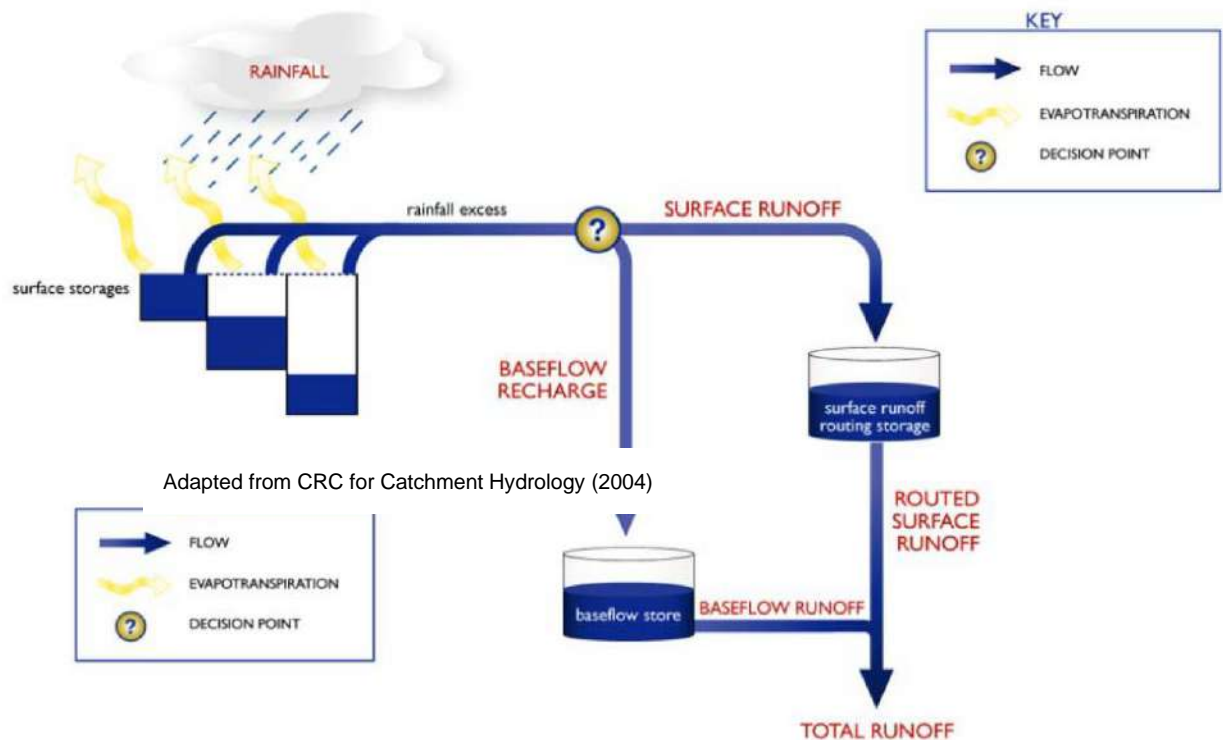 KEY
FLOW
EVAPOTRANSPIRATION
?
DECISION POINT
RAINFALL
rainfall excess
?
SURFACE RUNOFF
surface storages
BASEFLOW
RECHARGE
surface runoff
routing storage
Adapted from CRC for Catchment Hydrology (2004)
ROUTED
SURFACE
RUNOFF
FLOW
EVAPOTRANSPIRATION
?
DECISION POINT
baseflow store
BASEFLOW RUNOFF
TOTAL RUNOFF